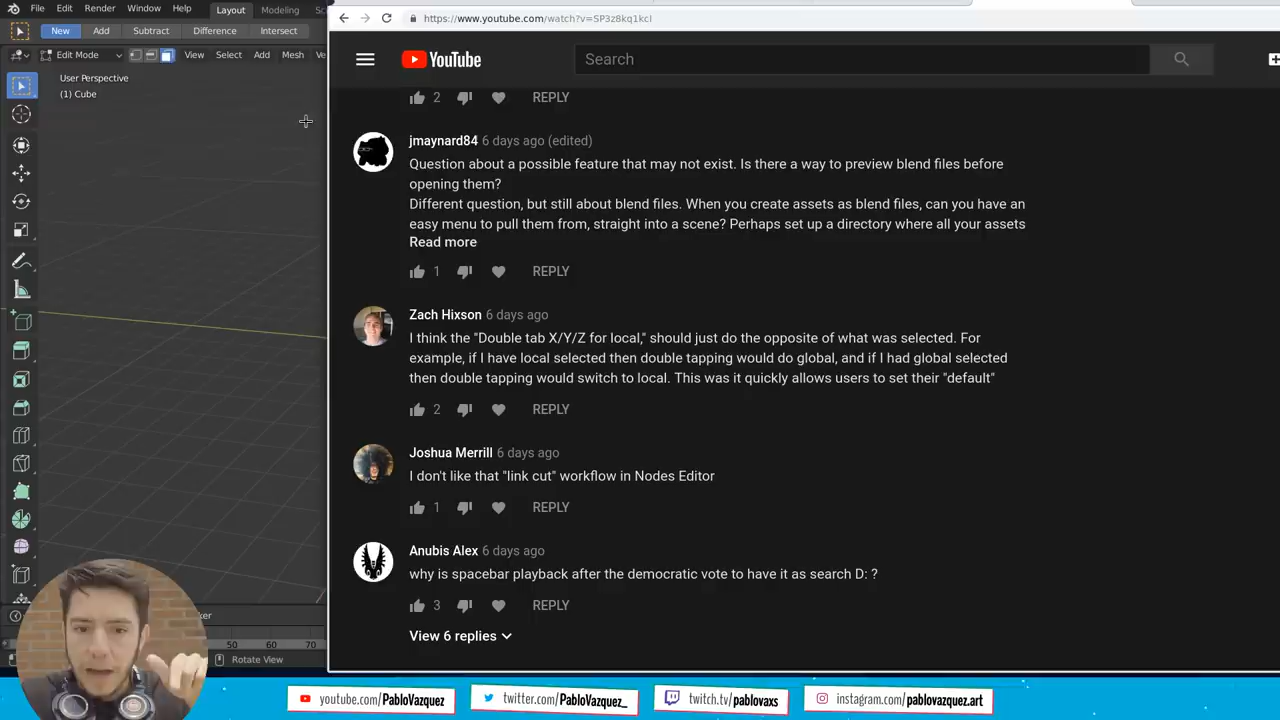 File Edit Render Window Help Layout Modeling
https://www.youtube.com/watch?v=SP3z8kq1kcI
New Add Subtract Difference Intersect
Edit Mode View Select Add Mesh
YouTube Search
User Perspective
(1) Cube
2 REPLY
jmaynard84 6 days ago (edited)
Question about a possible feature that may not exist. Is there a way to preview blend files before
opening them?
Different question, but still about blend files. When you create assets as blend files, can you have an
easy menu to pull them from, straight into a scene? Perhaps set up a directory where all your assets
Read more
1 REPLY
Zach Hixson 6 days ago
I think the "Double tab X/Y/Z for local," should just do the opposite of what was selected. For
example, if I have local selected then double tapping would do global, and if I had global selected
then double tapping would switch to local. This was it quickly allows users to set their "default"
2 REPLY
Joshua Merrill 6 days ago
I don't like that "link cut" workflow in Nodes Editor
1 REPLY
Anubis Alex 6 days ago
why is spacebar playback after the democratic vote to have it as search D: ?
3 REPLY
View 6 replies
50 60 70
Rotate View
youtube.com/PabloVazquez twitter.com/PabloVazquez_ twitch.tv/pablovaxs instagram.com/pablovazquez.art